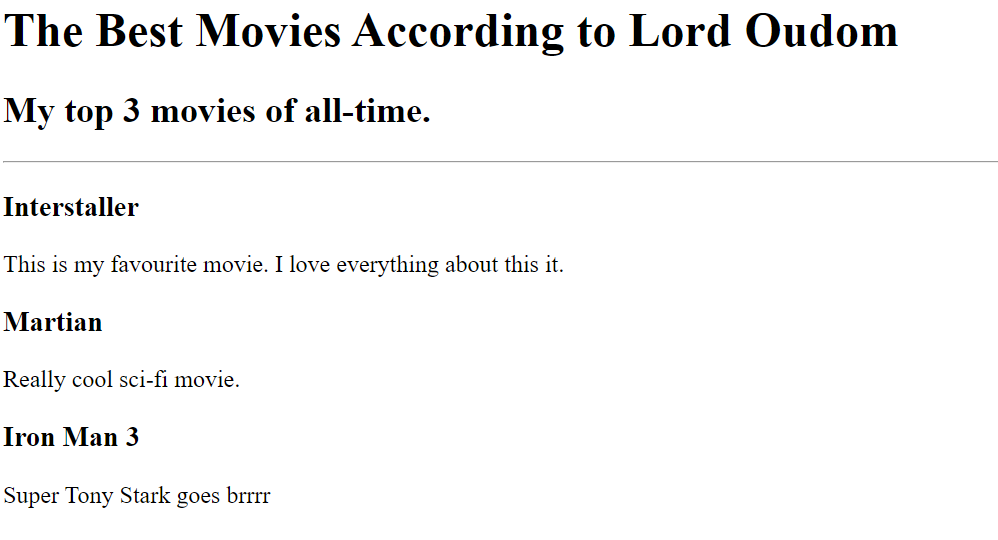 The Best Movies According to Lord Oudom
My top 3 movies of all-time.
Interstaller
This is my favourite movie. I love everything about this it.
Martian
Really cool sci-fi movie.
Iron Man 3
Super Tony Stark goes brrrr